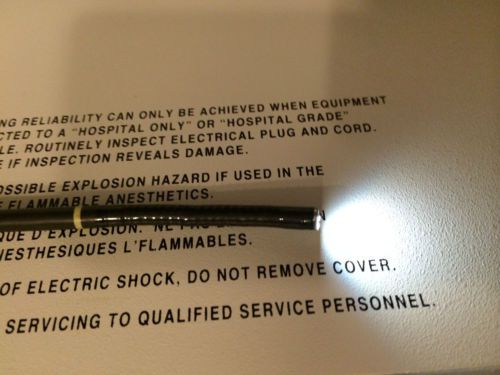 NG RELIABILITY CAN ONLY BE ACHIEVED WHEN EQUIPMENT
CTED TO A "HOSPITAL ONLY" OR "HOSPITAL GRADE"
LE. ROUTINELY INSPECT ELECTRICAL PLUG AND CORD.
E IF INSPECTION REVEALS DAMAGE.
OSSIBLE EXPLOSION HAZARD IF USED IN THE
E FLAMMABLE ANESTHETICS.
QUE D'EXPLOSION. NE PAS
NESTHESIQUES L'FLAMMABLES.
OF ELECTRIC SHOCK, DO NOT REMOVE COVER.
SERVICING TO QUALIFIED SERVICE PERSONNEL.